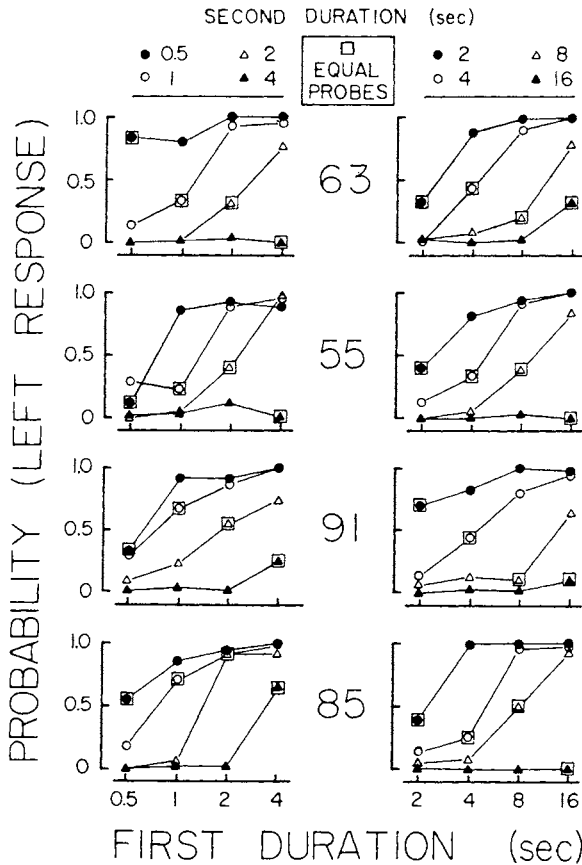 SECOND DURATION (sec)
● 0.5 △ 2
○ 1 ▲ 4
□
EQUAL
PROBES
● 2 △ 8
○ 4 ▲ 16
PROBABILITY (LEFT RESPONSE)
1.0
0.5
0
63
1.0
0.5
0
55
1.0
0.5
0
91
1.0
0.5
0
85
0.5 1 2 4
2 4 8 16
FIRST DURATION (sec)